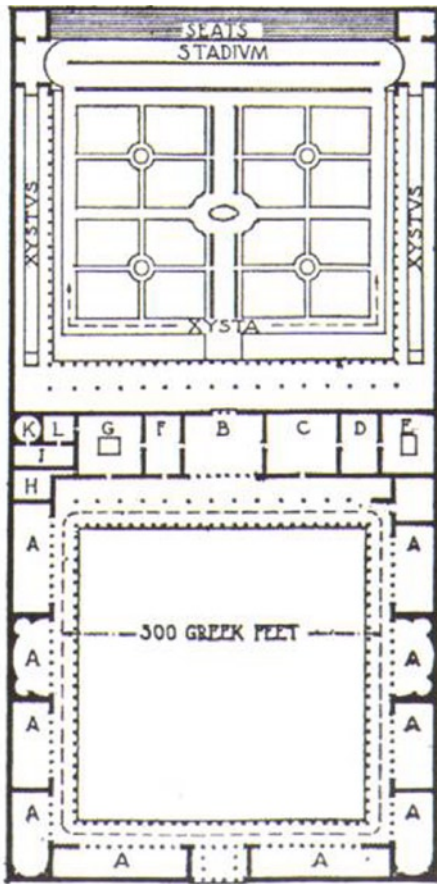 SEATS
STADIVM
XYSTVS
XYSTVS
XYSTA
K L G F B C D E
I
H
A A
300 GREEK FEET
A A
A A
A A
A A